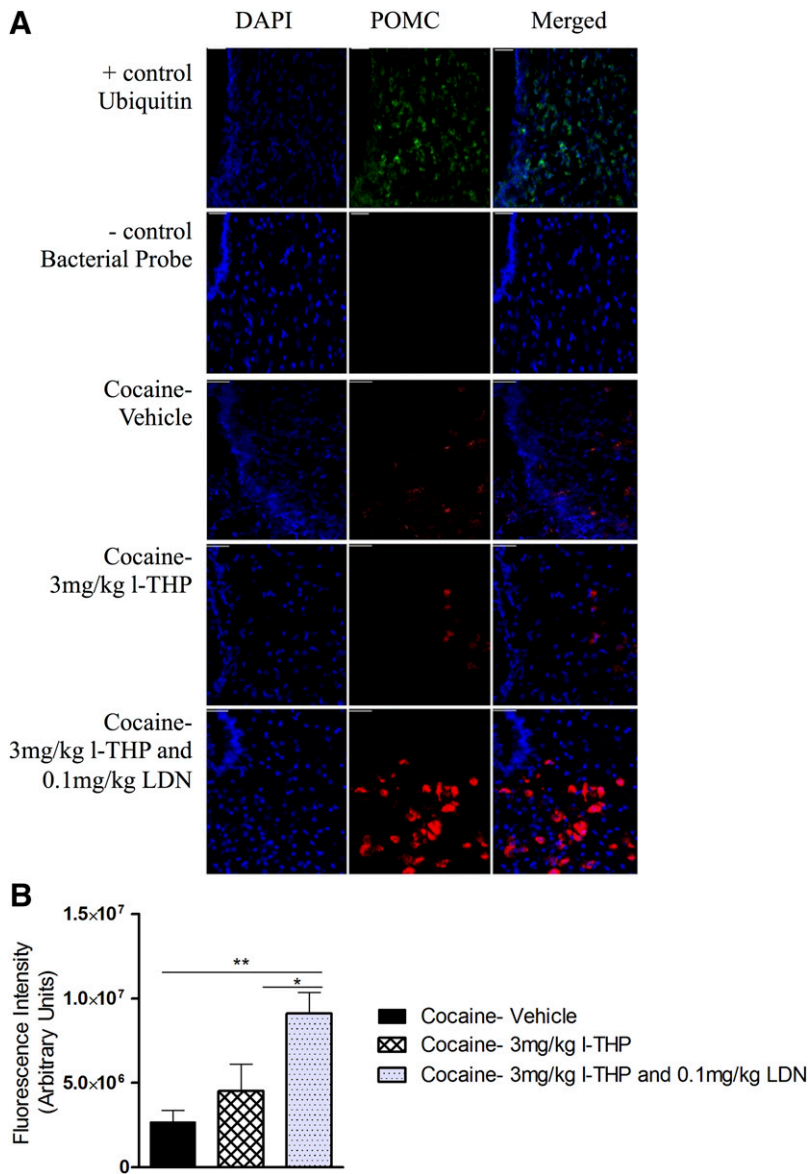 A
DAPI POMC Merged
+ control
Ubiquitin
- control
Bacterial Probe
Cocaine-
Vehicle
Cocaine-
3mg/kg l-THP
Cocaine-
3mg/kg l-THP and
0.1mg/kg LDN
B
Fluorescence Intensity
(Arbitrary Units)
1.5×10⁷
1.0×10⁷
5.0×10⁶
0
**
*
Cocaine- Vehicle
Cocaine- 3mg/kg l-THP
Cocaine- 3mg/kg l-THP and 0.1mg/kg LDN